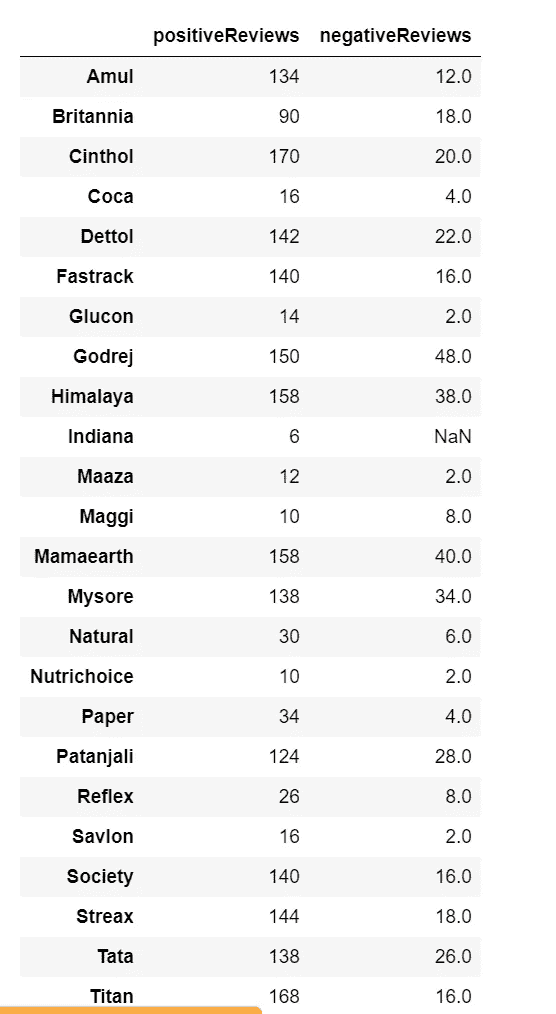 positiveReviews negativeReviews
Amul 134 12.0
Britannia 90 18.0
Cinthol 170 20.0
Coca 16 4.0
Dettol 142 22.0
Fastrack 140 16.0
Glucon 14 2.0
Godrej 150 48.0
Himalaya 158 38.0
Indiana 6 NaN
Maaza 12 2.0
Maggi 10 8.0
Mamaearth 158 40.0
Mysore 138 34.0
Natural 30 6.0
Nutrichoice 10 2.0
Paper 34 4.0
Patanjali 124 28.0
Reflex 26 8.0
Savlon 16 2.0
Society 140 16.0
Streax 144 18.0
Tata 138 26.0
Titan 168 16.0